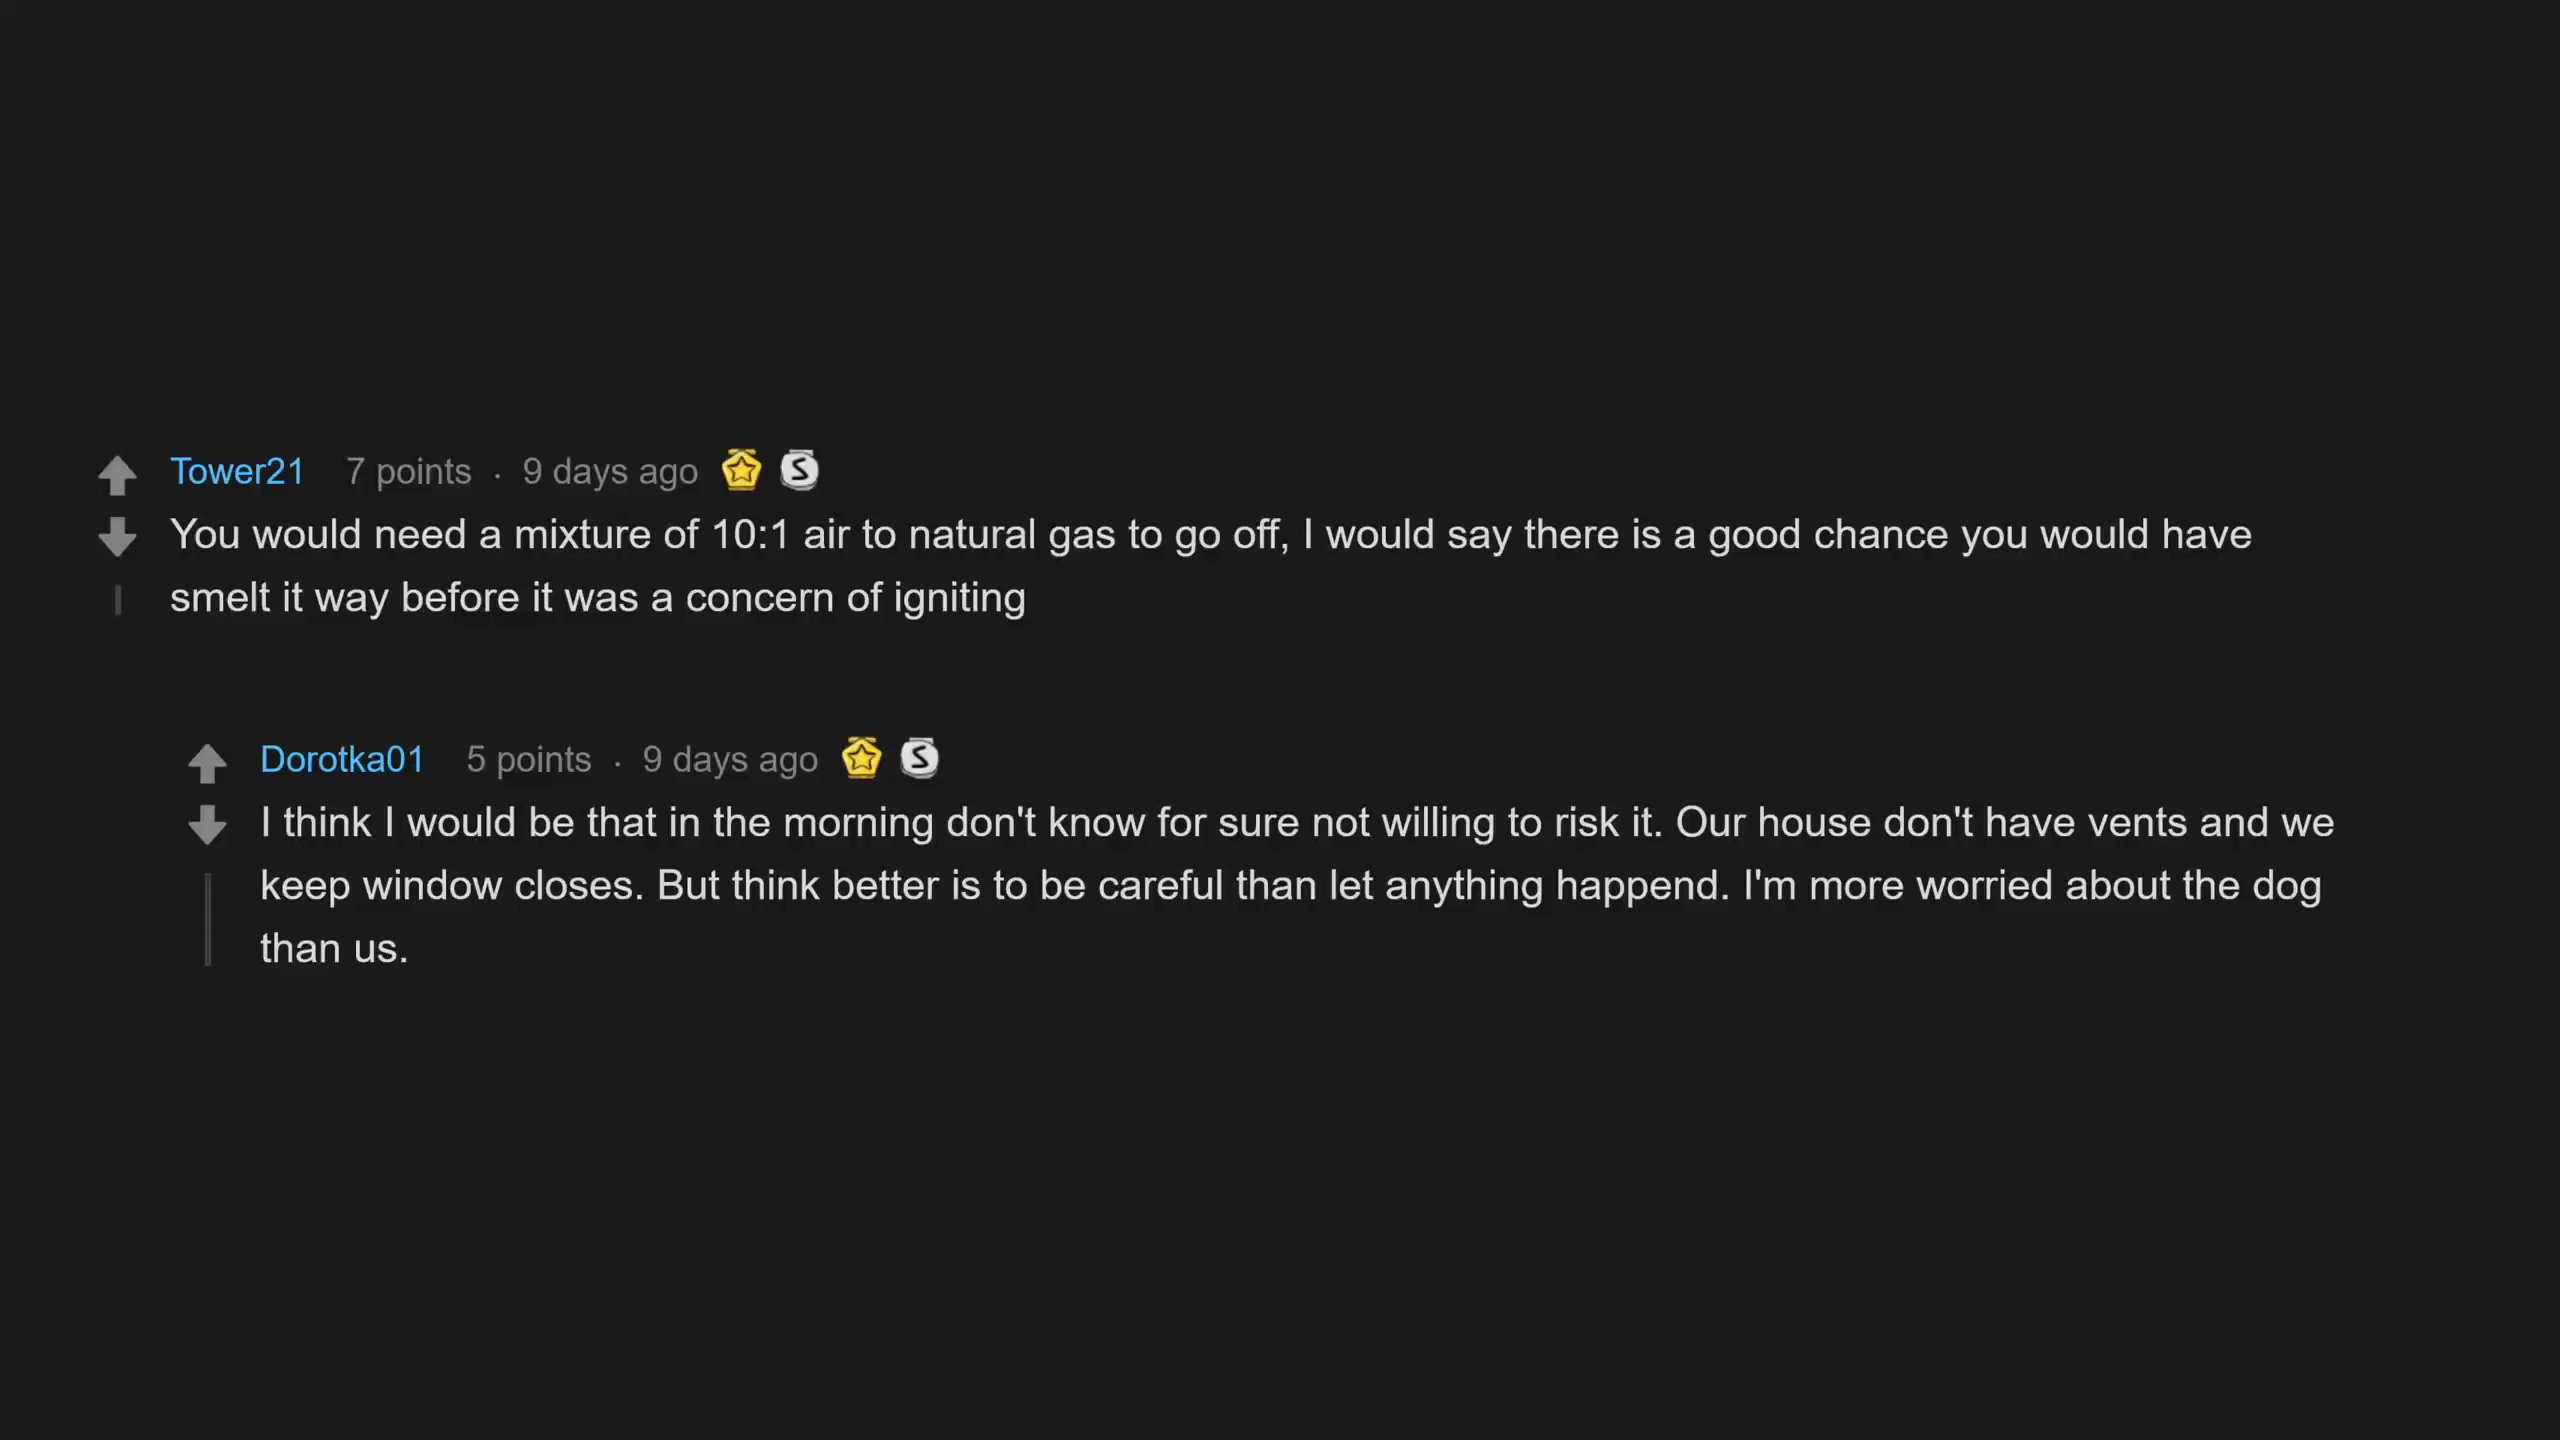 Tower21 7 points · 9 days ago S
You would need a mixture of 10:1 air to natural gas to go off, I would say there is a good chance you would have
smelt it way before it was a concern of igniting
Dorotka01 5 points · 9 days ago S
I think I would be that in the morning don't know for sure not willing to risk it. Our house don't have vents and we
keep window closes. But think better is to be careful than let anything happend. I'm more worried about the dog
than us.